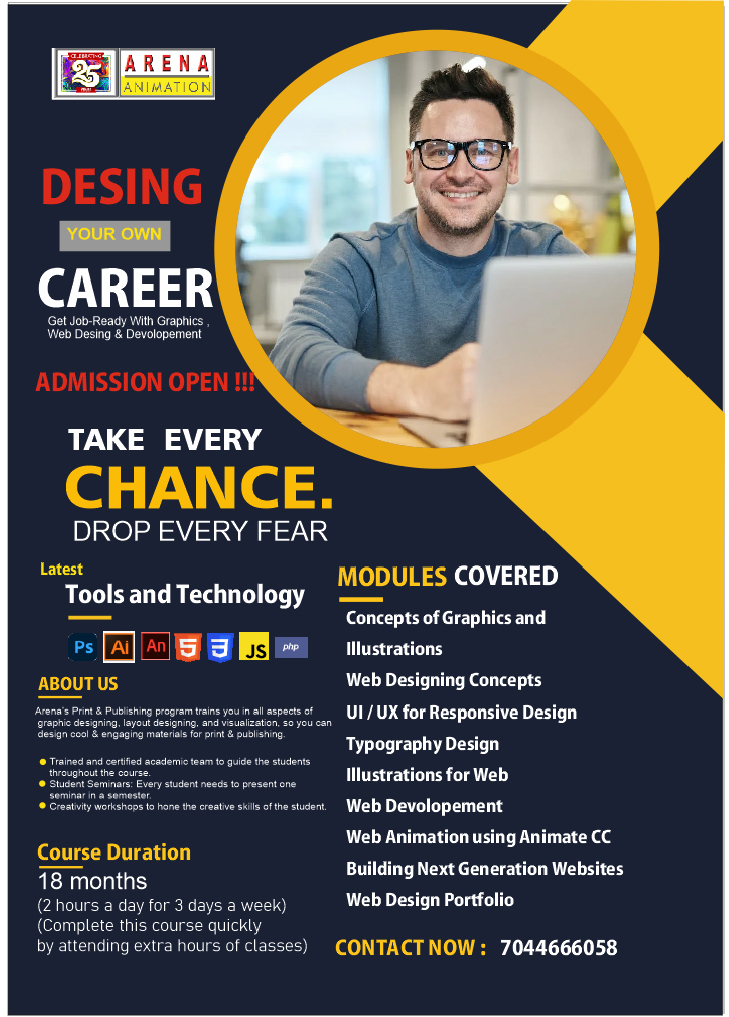 CELEBRATING
25
YEARS
ARENA
ANIMATION
DESING
YOUR OWN
CAREER
Get Job-Ready With Graphics ,
Web Desing & Devolopement
ADMISSION OPEN !!!
TAKE EVERY
CHANCE.
DROP EVERY FEAR
Latest
Tools and Technology
Ps Ai An 5 3 JS php
ABOUT US
Arena's Print & Publishing program trains you in all aspects of
graphic designing, layout designing, and visualization, so you can
design cool & engaging materials for print & publishing.
Trained and certified academic team to guide the students
throughout the course.
Student Seminars: Every student needs to present one
seminar in a semester.
Creativity workshops to hone the creative skills of the student.
Course Duration
18 months
(2 hours a day for 3 days a week)
(Complete this course quickly
by attending extra hours of classes)
MODULES COVERED
Concepts of Graphics and
Illustrations
Web Designing Concepts
UI / UX for Responsive Design
Typography Design
Illustrations for Web
Web Devolopement
Web Animation using Animate CC
Building Next Generation Websites
Web Design Portfolio
CONTACT NOW : 7044666058